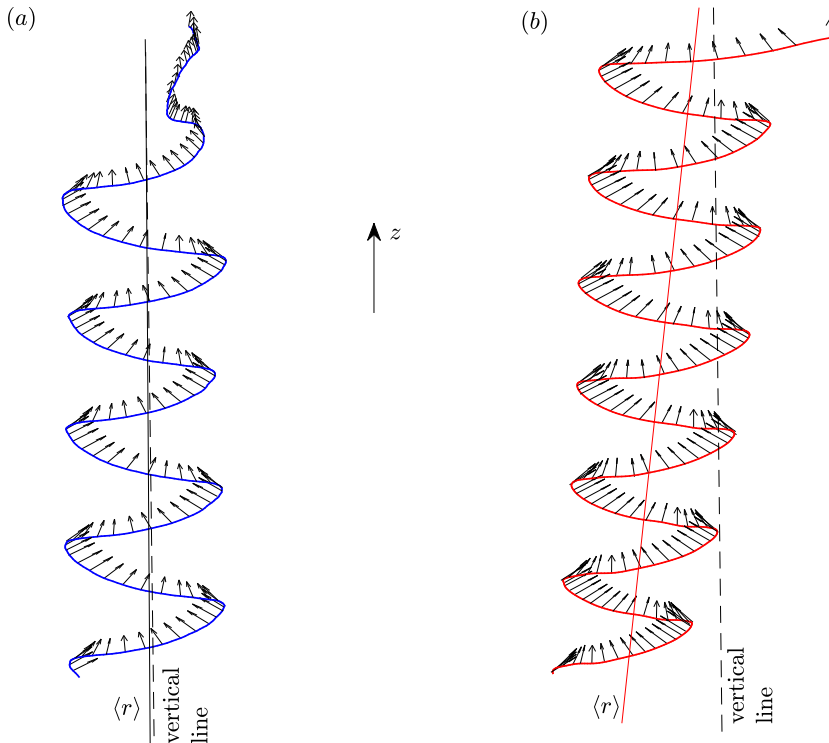 (a)
(b)
z
⟨r⟩
vertical
line
⟨r⟩
vertical
line